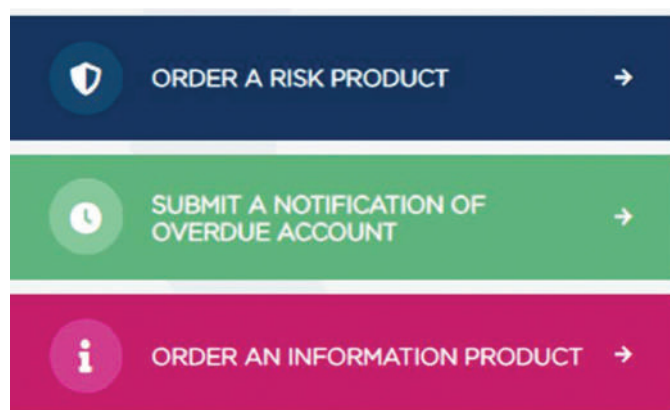 ORDER A RISK PRODUCT
SUBMIT A NOTIFICATION OF
OVERDUE ACCOUNT
ORDER AN INFORMATION PRODUCT